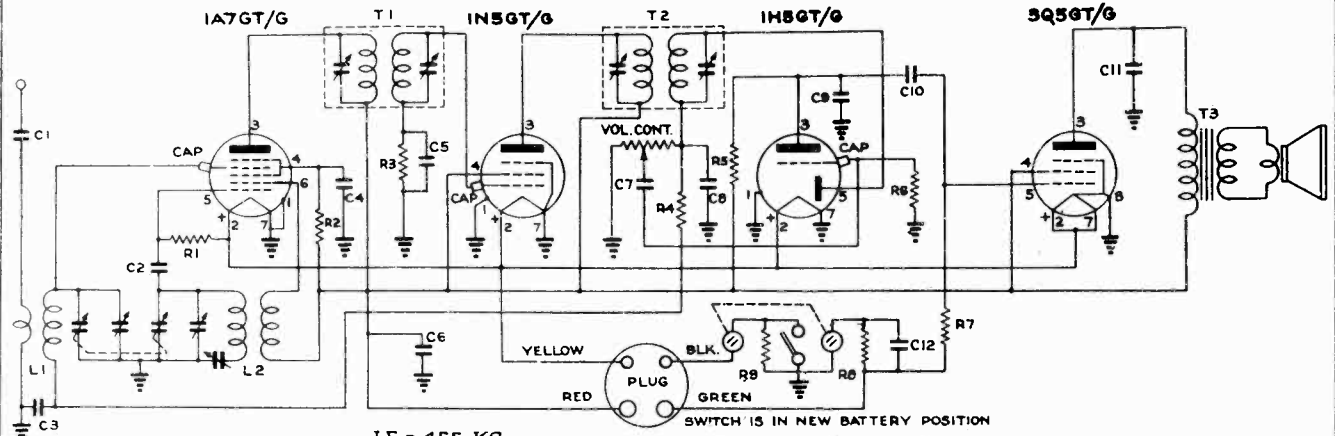 1A7GT/G
T1
1N5GT/G
T2
1H5GT/G
3Q5GT/G
C1
CAP
3
4
6
1
5
+
2
7
R1
R2
C4
C2
L1
L2
C3
R3
C5
4
CAP
1
+
2
3
7
C6
VOL. CONT.
C7
R4
C8
R5
C9
C10
3
CAP
1
+
2
7
5
R6
C11
T3
3
4
5
+
2
7
8
R7
YELLOW
BLK.
PLUG
RED
GREEN
R9
R8
C12
SWITCH IS IN NEW BATTERY POSITION
I.F. = 455 KC